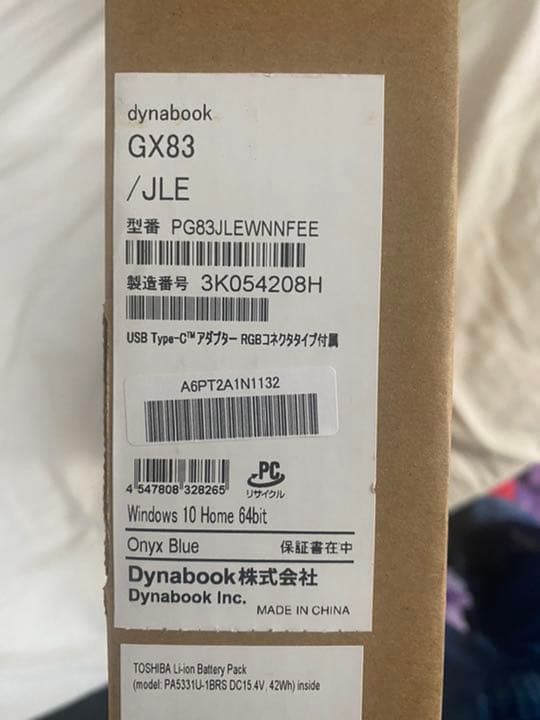 dynabook
GX83
/JLE
型番 PG83JLEWNNFEE
製造番号 3K054208H
USB Type-C™アダプター RGBコネクタタイプ付属
A6PT2A1N1132
4 547808 328265
PC
リサイクル
Windows 10 Home 64bit
Onyx Blue 保証書在中
Dynabook株式会社
Dynabook Inc.
MADE IN CHINA
TOSHIBA Li-ion Battery Pack
(model: PA5331U-1BRS DC15.4V, 42Wh) inside